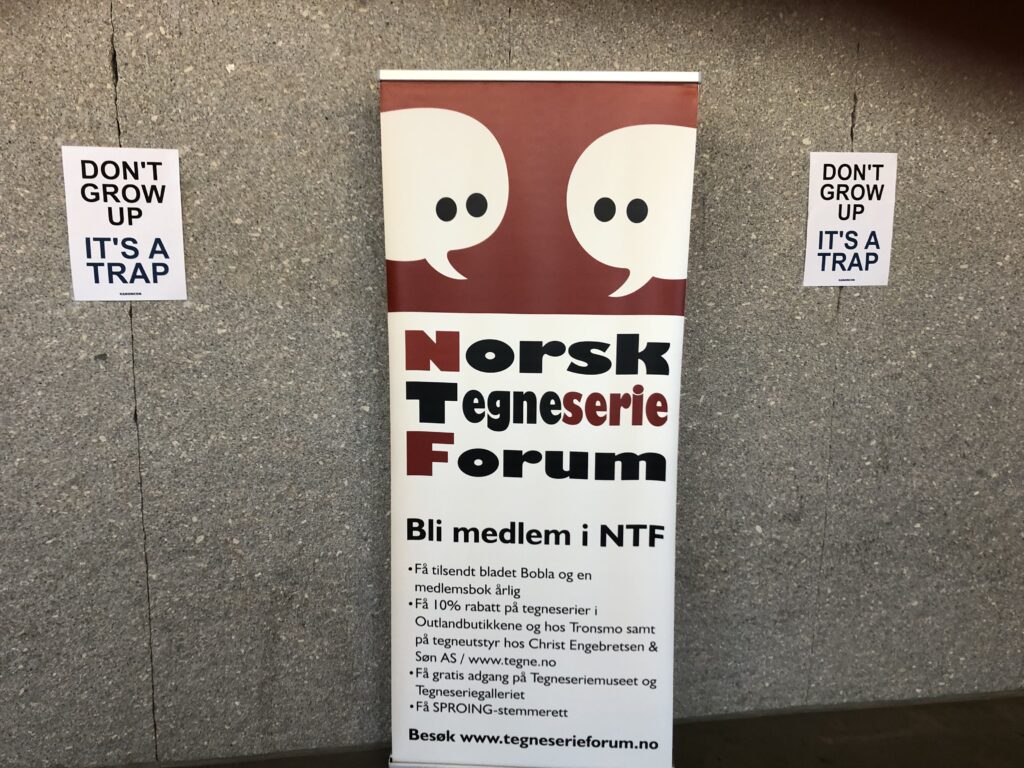 DON'T
GROW
UP
IT'S A
TRAP
Norsk
Tegneserie
Forum
Bli medlem i NTF
•Få tilsendt bladet Bobla og en
medlemsbok årlig
•Få 10% rabatt på tegneserier i
Outlandbutikkene og hos Tronsmo samt
på tegneutstyr hos Christ Engebretsen &
Søn AS / www.tegne.no
•Få gratis adgang på Tegneseriemuseet og
Tegneseriegalleriet
•Få SPROING-stemmerett
Besøk www.tegneserieforum.no
DON'T
GROW
UP
IT'S A
TRAP